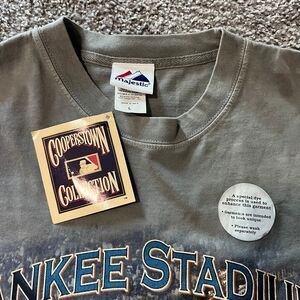 majestic
L
COOPERSTOWN
COLLECTION
A special dye
process is used to
enhance this garment
• Garments are intended
to look unique
• Please wash
separately
ANKEE STADIU